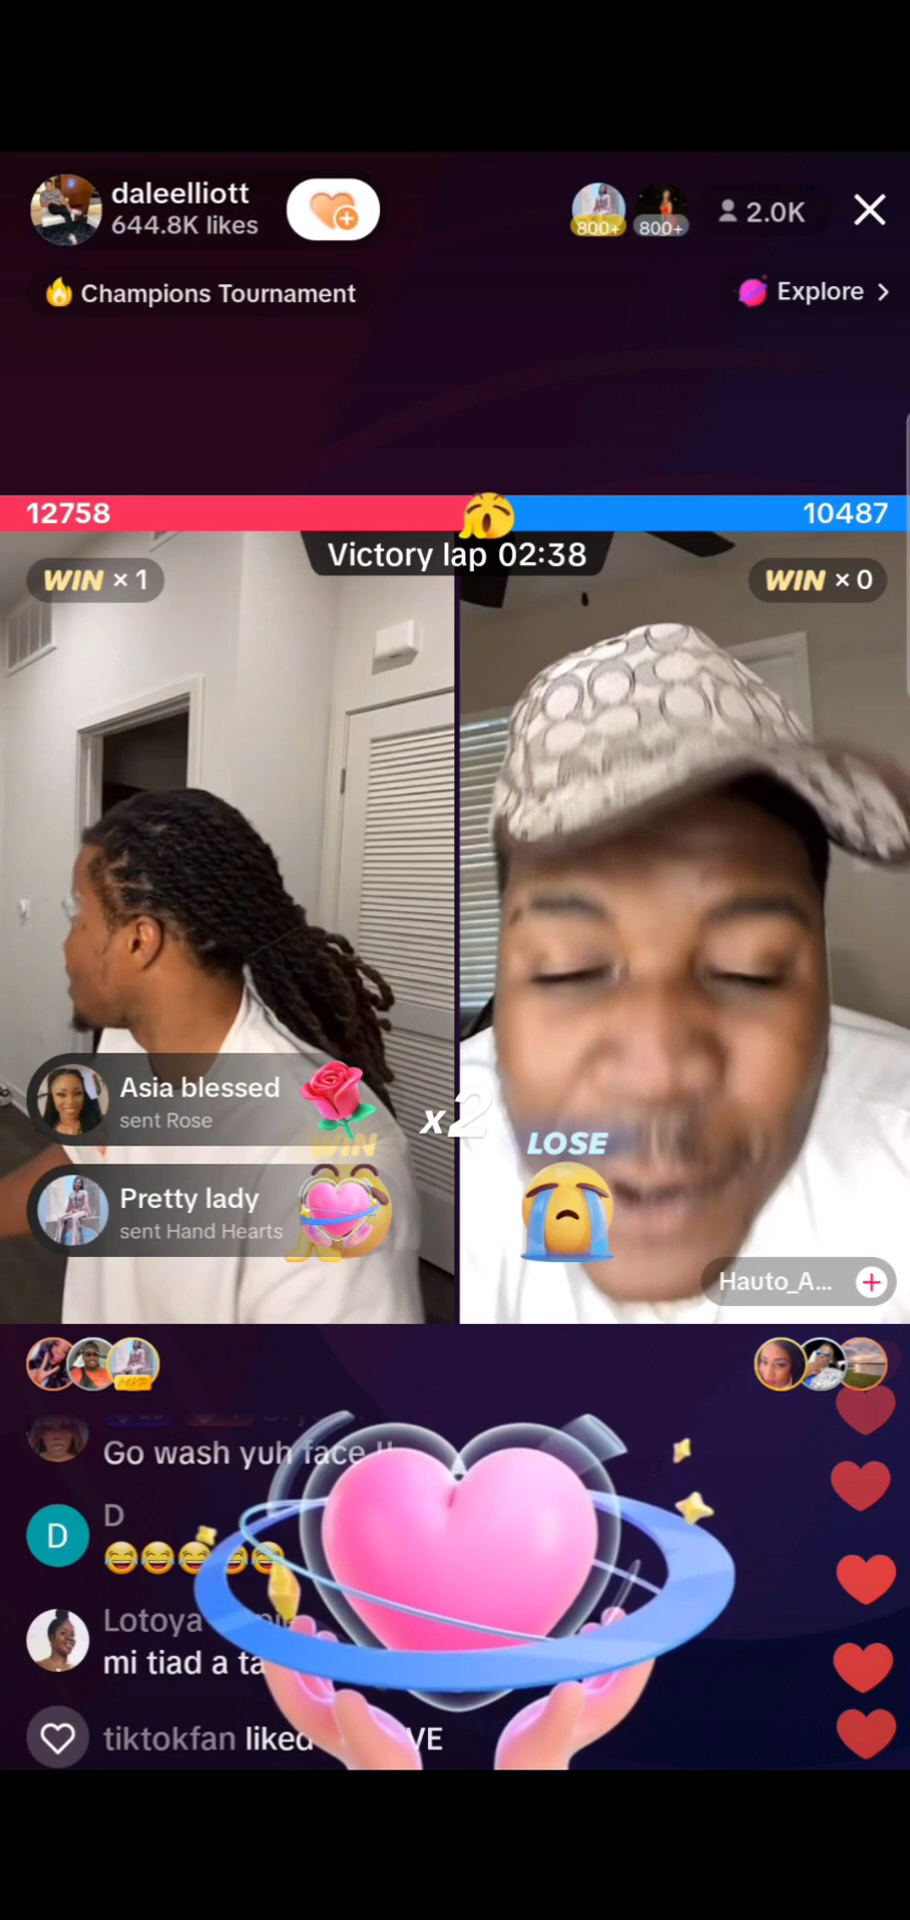 daleelliott
644.8K likes
800+
800+
2.0K
Champions Tournament
Explore
12758
10487
Victory lap 02:38
WIN × 1
WIN × 0
Asia blessed
sent Rose
x2
WIN
LOSE
Pretty lady
sent Hand Hearts
Hauto_A...
Go wash yuh face !!
D
D
Lotoya
mi tiad a
tiktokfan liked